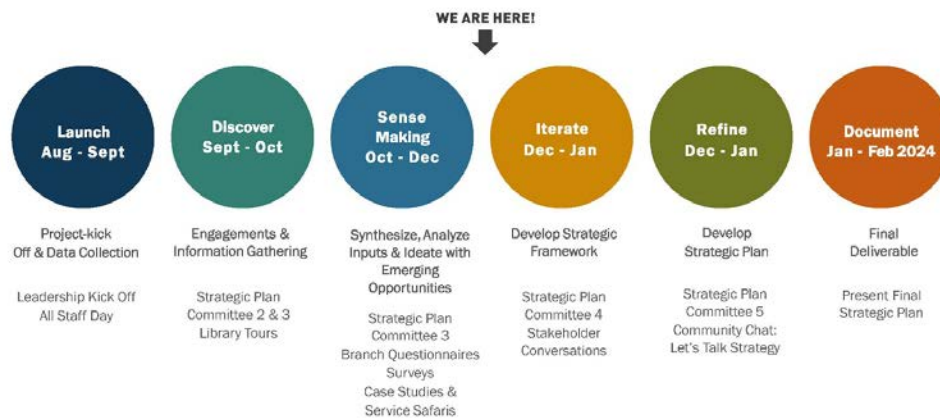 WE ARE HERE!
Launch
Aug - Sept
Discover
Sept - Oct
Sense
Making
Oct - Dec
Iterate
Dec - Jan
Refine
Dec - Jan
Document
Jan - Feb 2024
Project-kick
Off & Data Collection
Leadership Kick Off
All Staff Day
Engagements &
Information Gathering
Strategic Plan
Committee 2 & 3
Library Tours
Synthesize, Analyze
Inputs & Ideate with
Emerging
Opportunities
Strategic Plan
Committee 3
Branch Questionnaires
Surveys
Case Studies &
Service Safaris
Develop Strategic
Framework
Strategic Plan
Committee 4
Stakeholder
Conversations
Develop
Strategic Plan
Strategic Plan
Committee 5
Community Chat:
Let's Talk Strategy
Final
Deliverable
Present Final
Strategic Plan